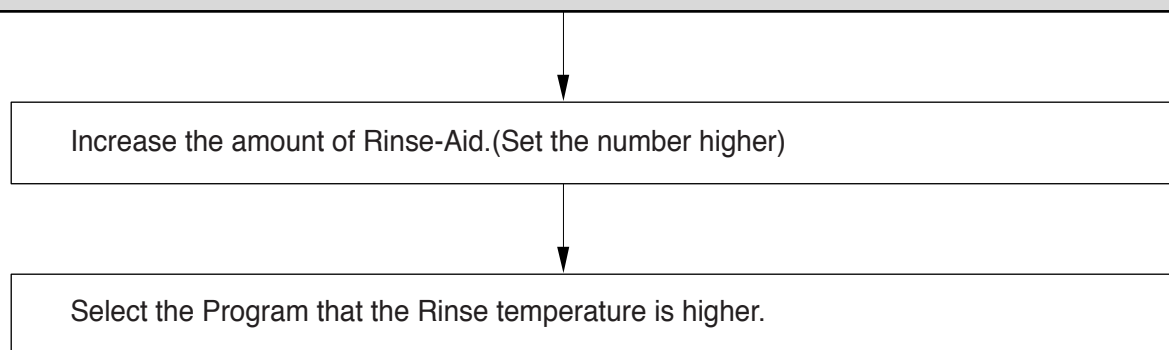 Increase the amount of Rinse-Aid.(Set the number higher)
Select the Program that the Rinse temperature is higher.